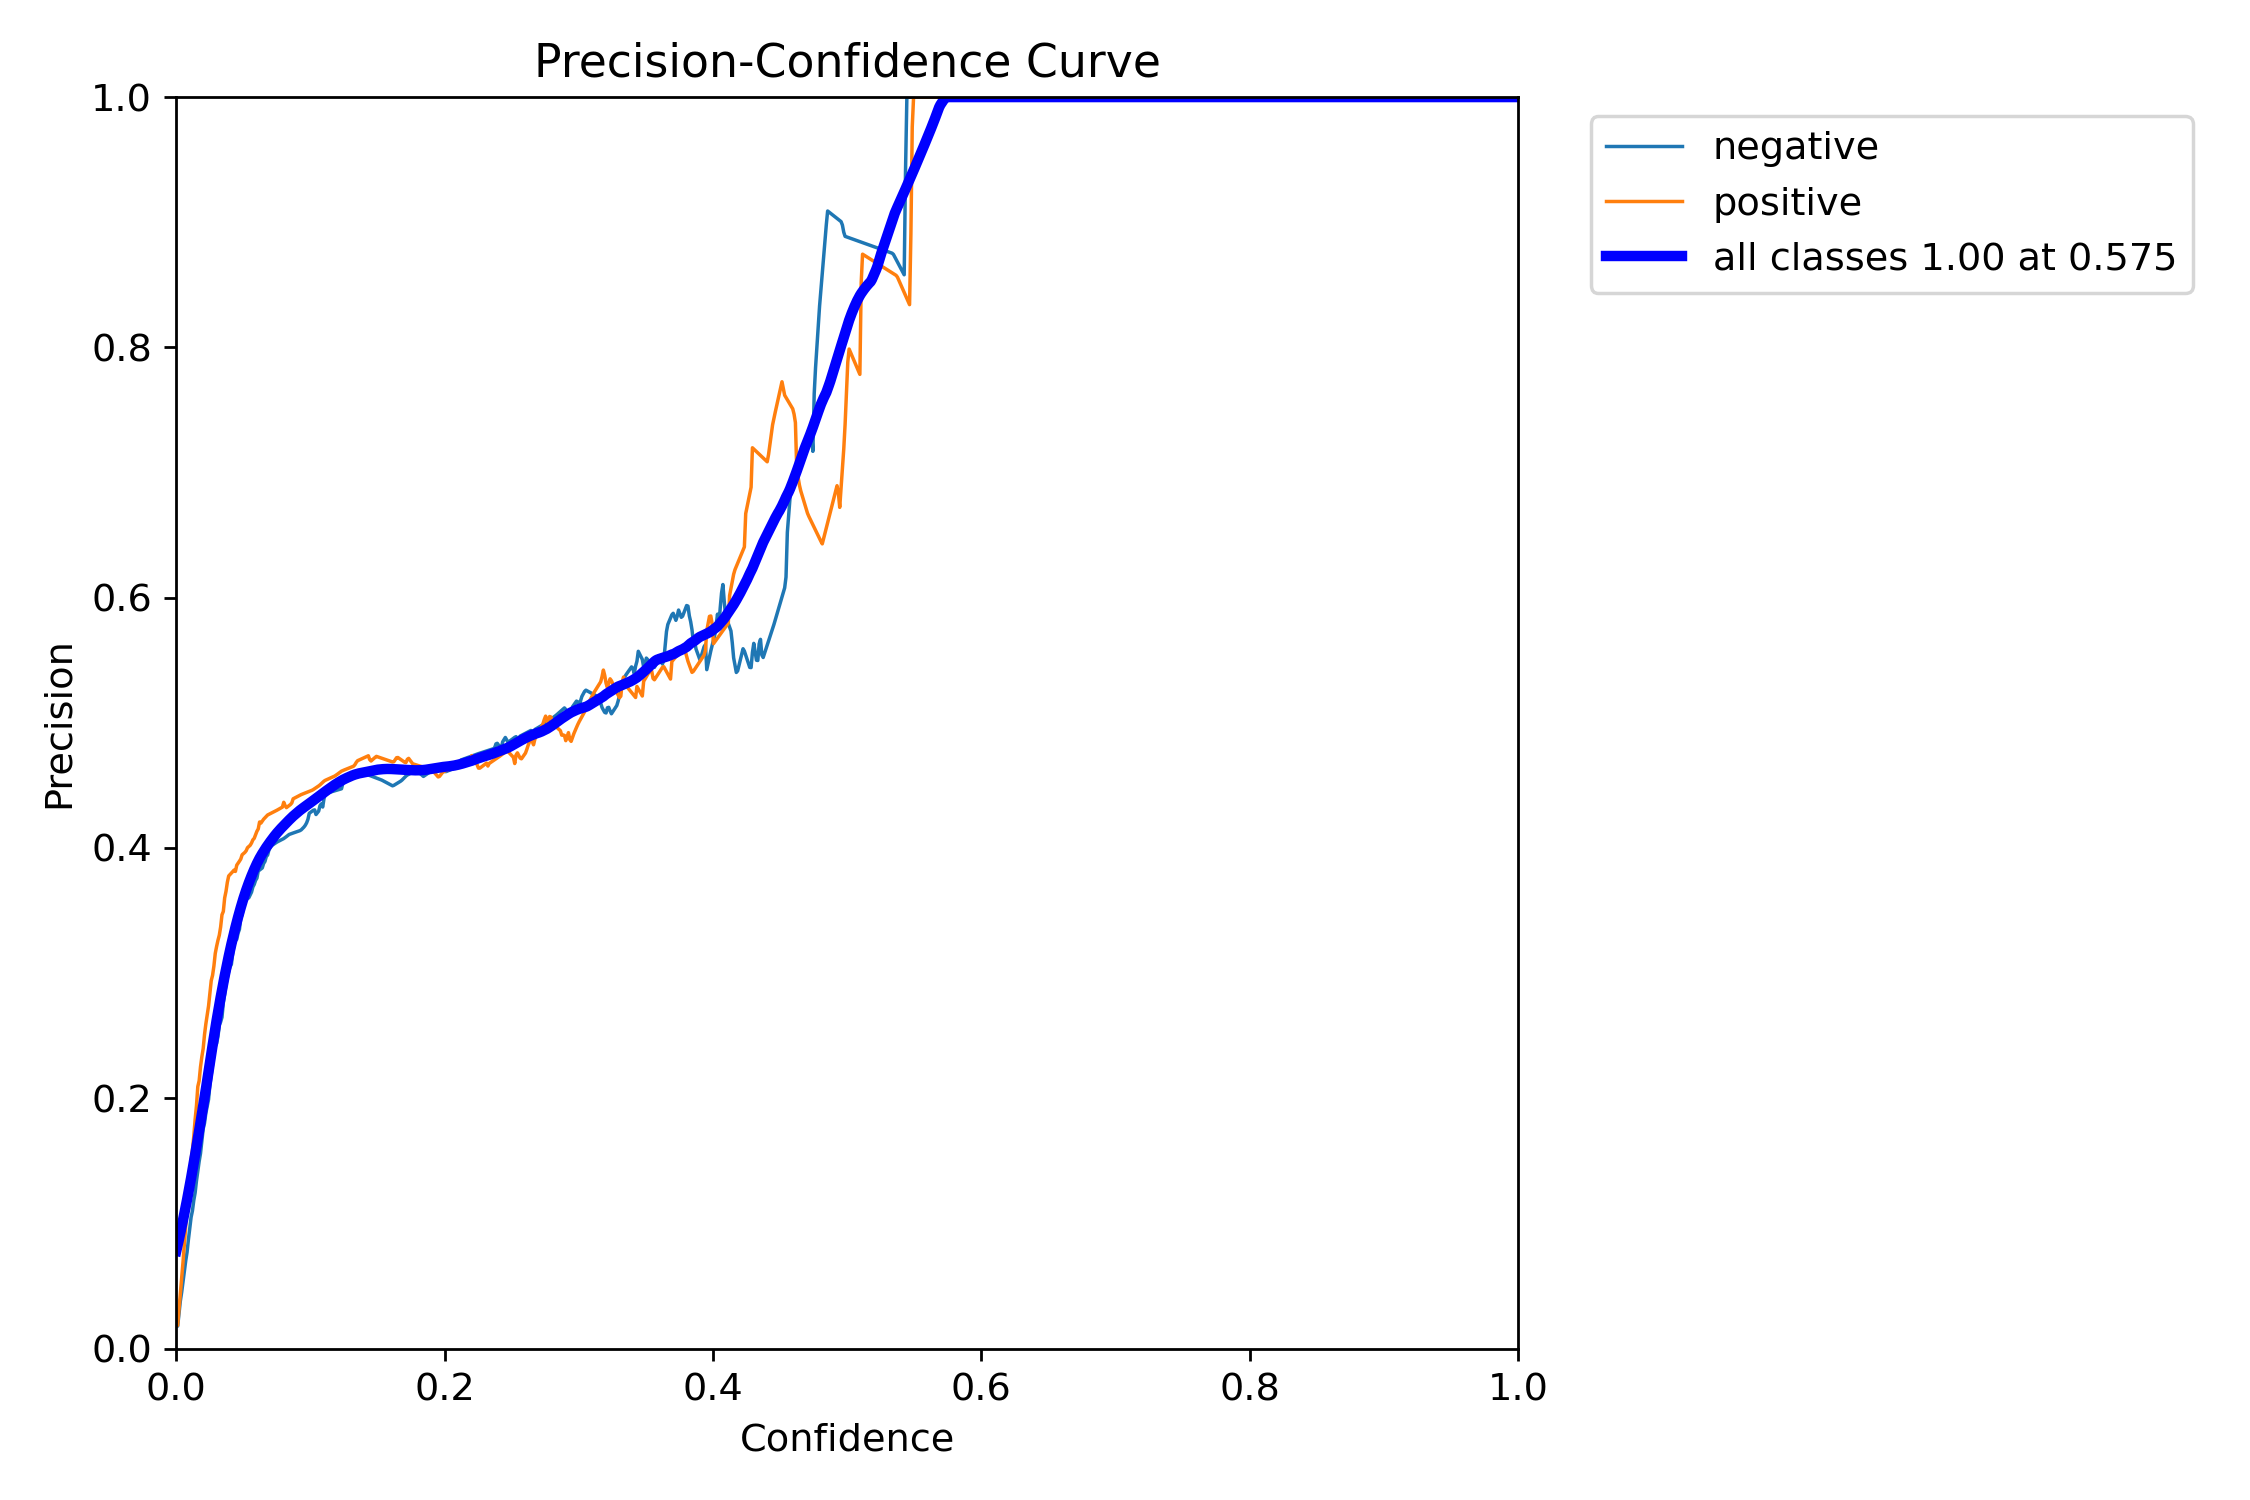 Precision-Confidence Curve
1.0
0.8
0.6
0.4
0.2
0.0
Precision
0.0 0.2 0.4 0.6 0.8 1.0
Confidence
negative
positive
all classes 1.00 at 0.575